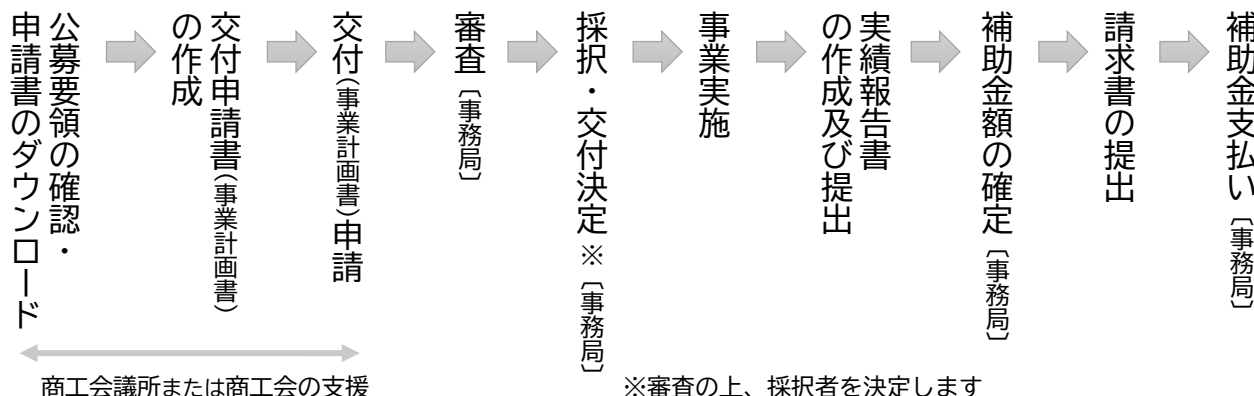 公募要領の確認・
申請書のダウンロード
交付申請書(事業計画書)
の作成
交付(事業計画書)申請
審査〔事務局〕
採択・交付決定※〔事務局〕
事業実施
実績報告書
の作成及び提出
補助金額の確定〔事務局〕
請求書の提出
補助金支払い〔事務局〕
商工会議所または商工会の支援
※審査の上、採択者を決定します